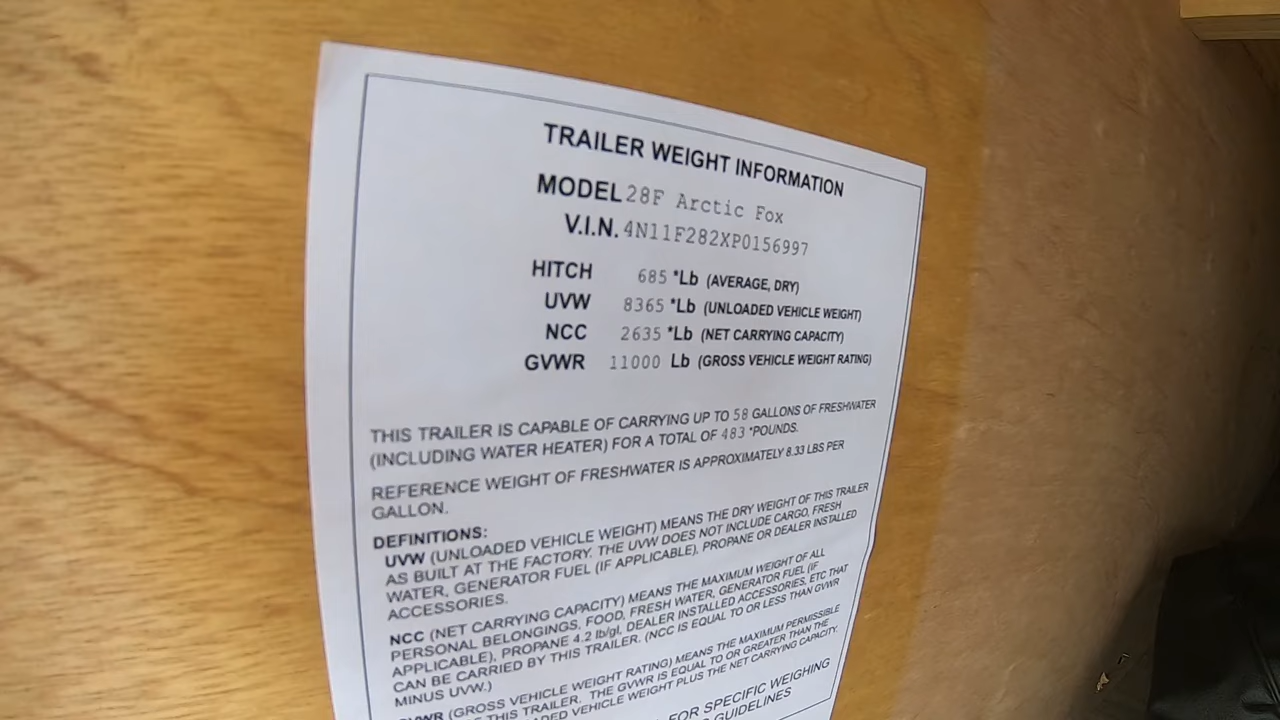 TRAILER WEIGHT INFORMATION
MODEL 28F Arctic Fox
V.I.N. 4N11F282XP0156997
HITCH 685 *Lb (AVERAGE, DRY)
UVW 8365 *Lb (UNLOADED VEHICLE WEIGHT)
NCC 2635 *Lb (NET CARRYING CAPACITY)
GVWR 11000 Lb (GROSS VEHICLE WEIGHT RATING)
THIS TRAILER IS CAPABLE OF CARRYING UP TO 58 GALLONS OF FRESHWATER
(INCLUDING WATER HEATER) FOR A TOTAL OF 483 *POUNDS.
REFERENCE WEIGHT OF FRESHWATER IS APPROXIMATELY 8.33 LBS PER
GALLON.
DEFINITIONS:
UVW (UNLOADED VEHICLE WEIGHT) MEANS THE DRY WEIGHT OF THIS TRAILER
AS BUILT AT THE FACTORY. THE UVW DOES NOT INCLUDE CARGO, FRESH
WATER, GENERATOR FUEL (IF APPLICABLE), PROPANE OR DEALER INSTALLED
ACCESSORIES.
NCC (NET CARRYING CAPACITY) MEANS THE MAXIMUM WEIGHT OF ALL
PERSONAL BELONGINGS, FOOD, FRESH WATER, GENERATOR FUEL (IF
APPLICABLE), PROPANE 4.2 lb/gl, DEALER INSTALLED ACCESSORIES, ETC THAT
CAN BE CARRIED BY THIS TRAILER. (NCC IS EQUAL TO OR LESS THAN GVWR
MINUS UVW.)
GVWR (GROSS VEHICLE WEIGHT RATING) MEANS THE MAXIMUM PERMISSIBLE
THIS TRAILER. THE GVWR IS EQUAL TO OR GREATER THAN THE
VEHICLE WEIGHT PLUS THE NET CARRYING CAPACITY.
FOR SPECIFIC WEIGHING
GUIDELINES